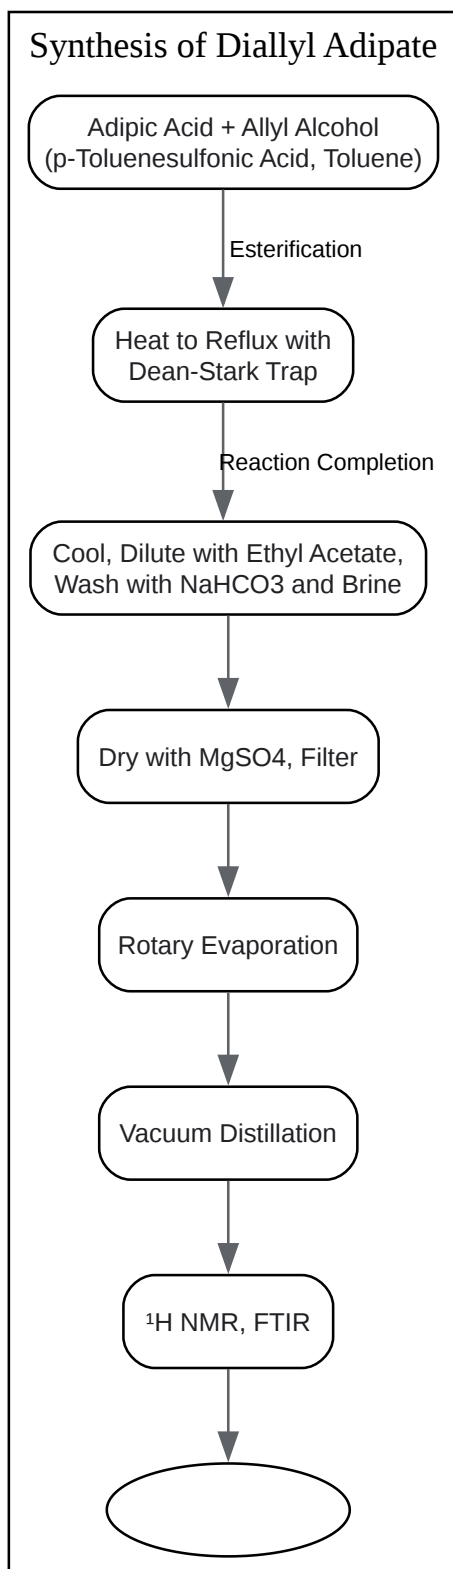 Synthesis of Diallyl Adipate
Adipic Acid + Allyl Alcohol
(p-Toluenesulfonic Acid, Toluene)
Esterification
Heat to Reflux with
Dean-Stark Trap
Reaction Completion
Cool, Dilute with Ethyl Acetate,
Wash with NaHCO3 and Brine
Dry with MgSO4, Filter
Rotary Evaporation
Vacuum Distillation
¹H NMR, FTIR